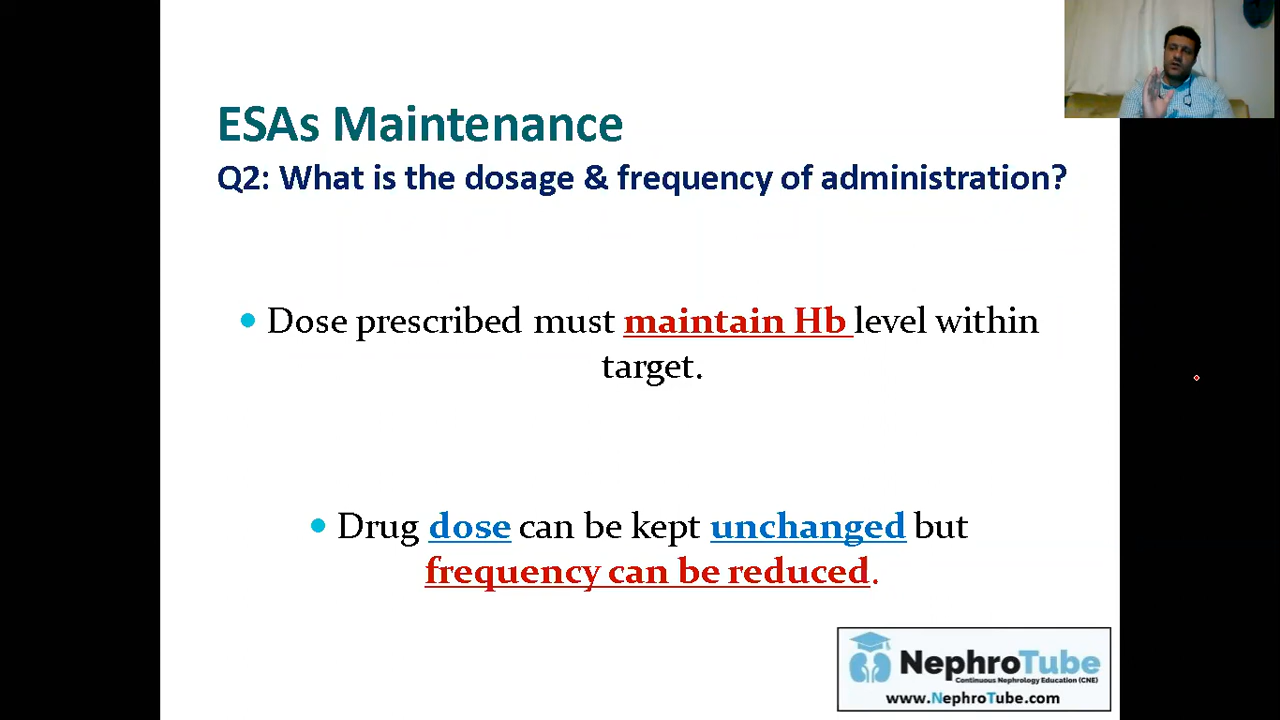 ESAs Maintenance
Q2: What is the dosage & frequency of administration?
• Dose prescribed must maintain Hb level within
target.
• Drug dose can be kept unchanged but
frequency can be reduced.
NephroTube
Continuous Nephrology Education (CNE)
www.NephroTube.com